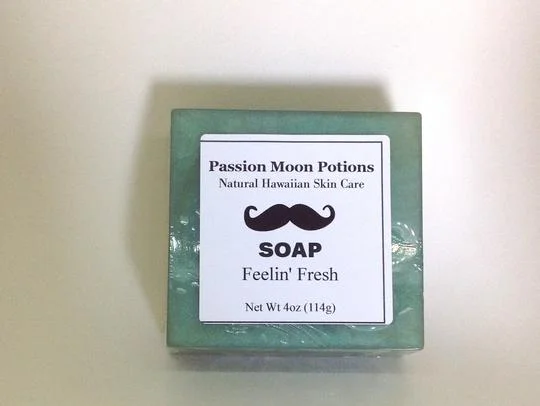 Passion Moon Potions
Natural Hawaiian Skin Care
SOAP
Feelin' Fresh
Net Wt 4oz (114g)